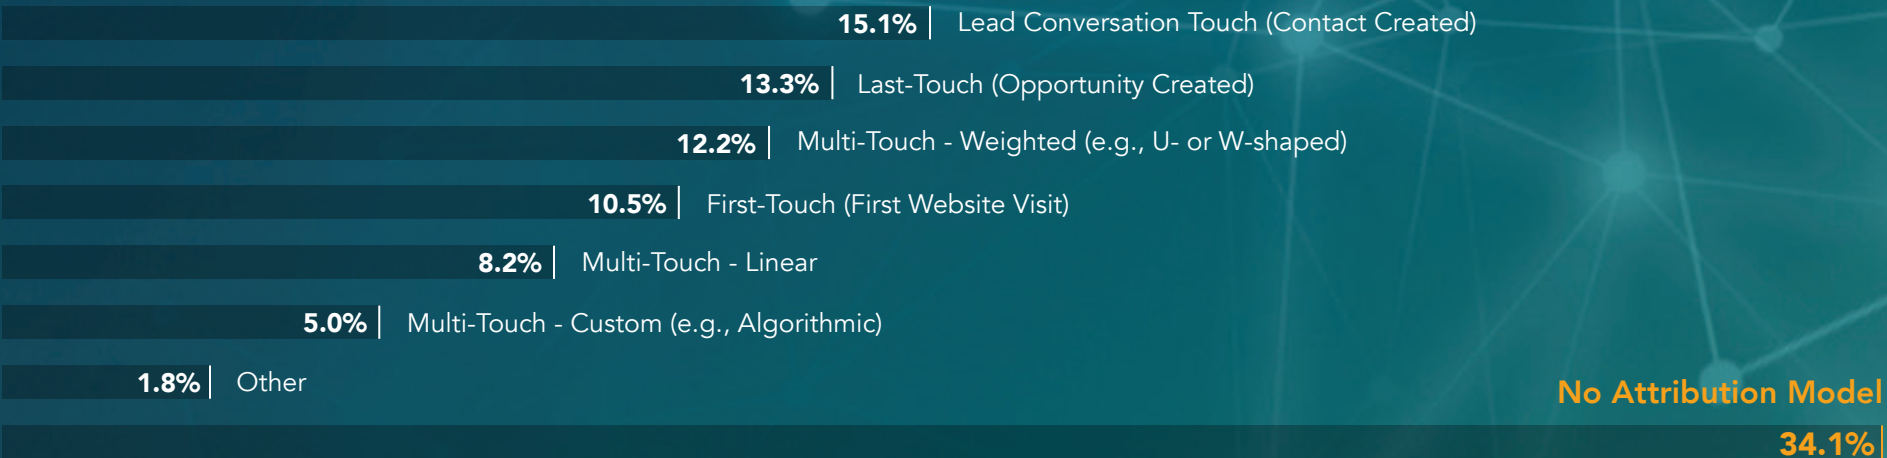 15.1% Lead Conversation Touch (Contact Created)
13.3% Last-Touch (Opportunity Created)
12.2% Multi-Touch - Weighted (e.g., U- or W-shaped)
10.5% First-Touch (First Website Visit)
8.2% Multi-Touch - Linear
5.0% Multi-Touch - Custom (e.g., Algorithmic)
1.8% Other
No Attribution Model
34.1%